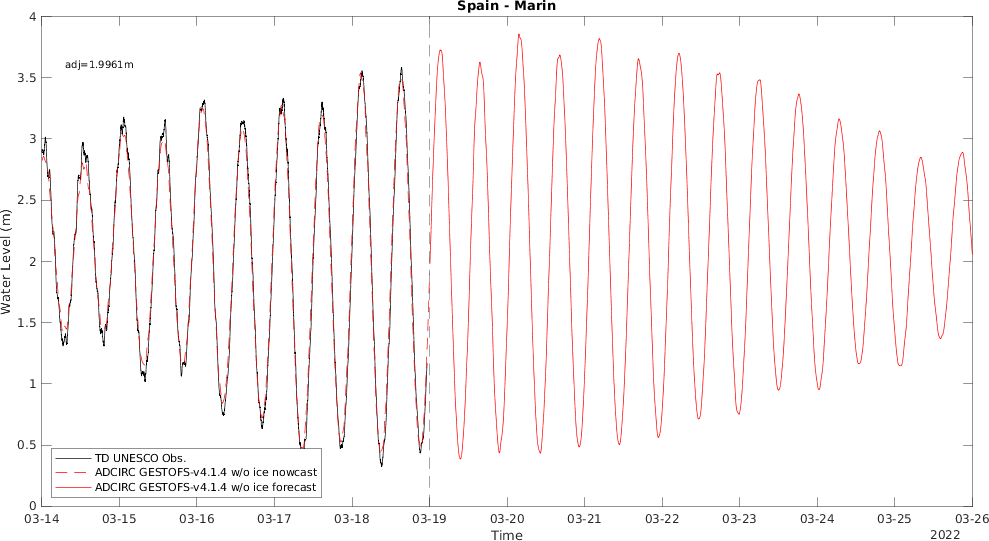 Spain - Marin
4
3.5
3
2.5
2
1.5
1
0.5
0
Water Level (m)
adj=1.9961m
TD UNESCO Obs.
ADCIRC GESTOFS-v4.1.4 w/o ice nowcast
ADCIRC GESTOFS-v4.1.4 w/o ice forecast
03-14 03-15 03-16 03-17 03-18 03-19 03-20 03-21 03-22 03-23 03-24 03-25 03-26
Time
2022